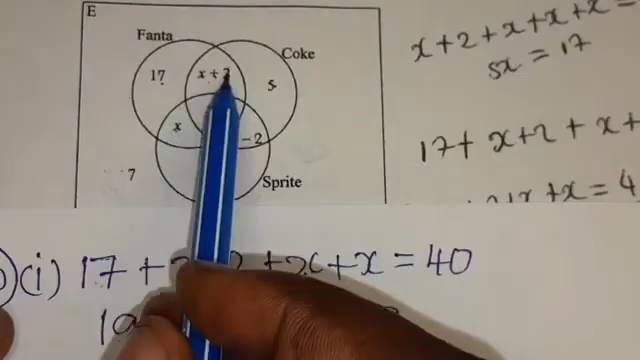 E
Fanta
Coke
17
x + 2
5
x
- 2
7
Sprite
x + 2 + x + x + x =
5x = 17
17 + x + 2 + x +
+ x = 4
(i) 17 + + x + x = 40